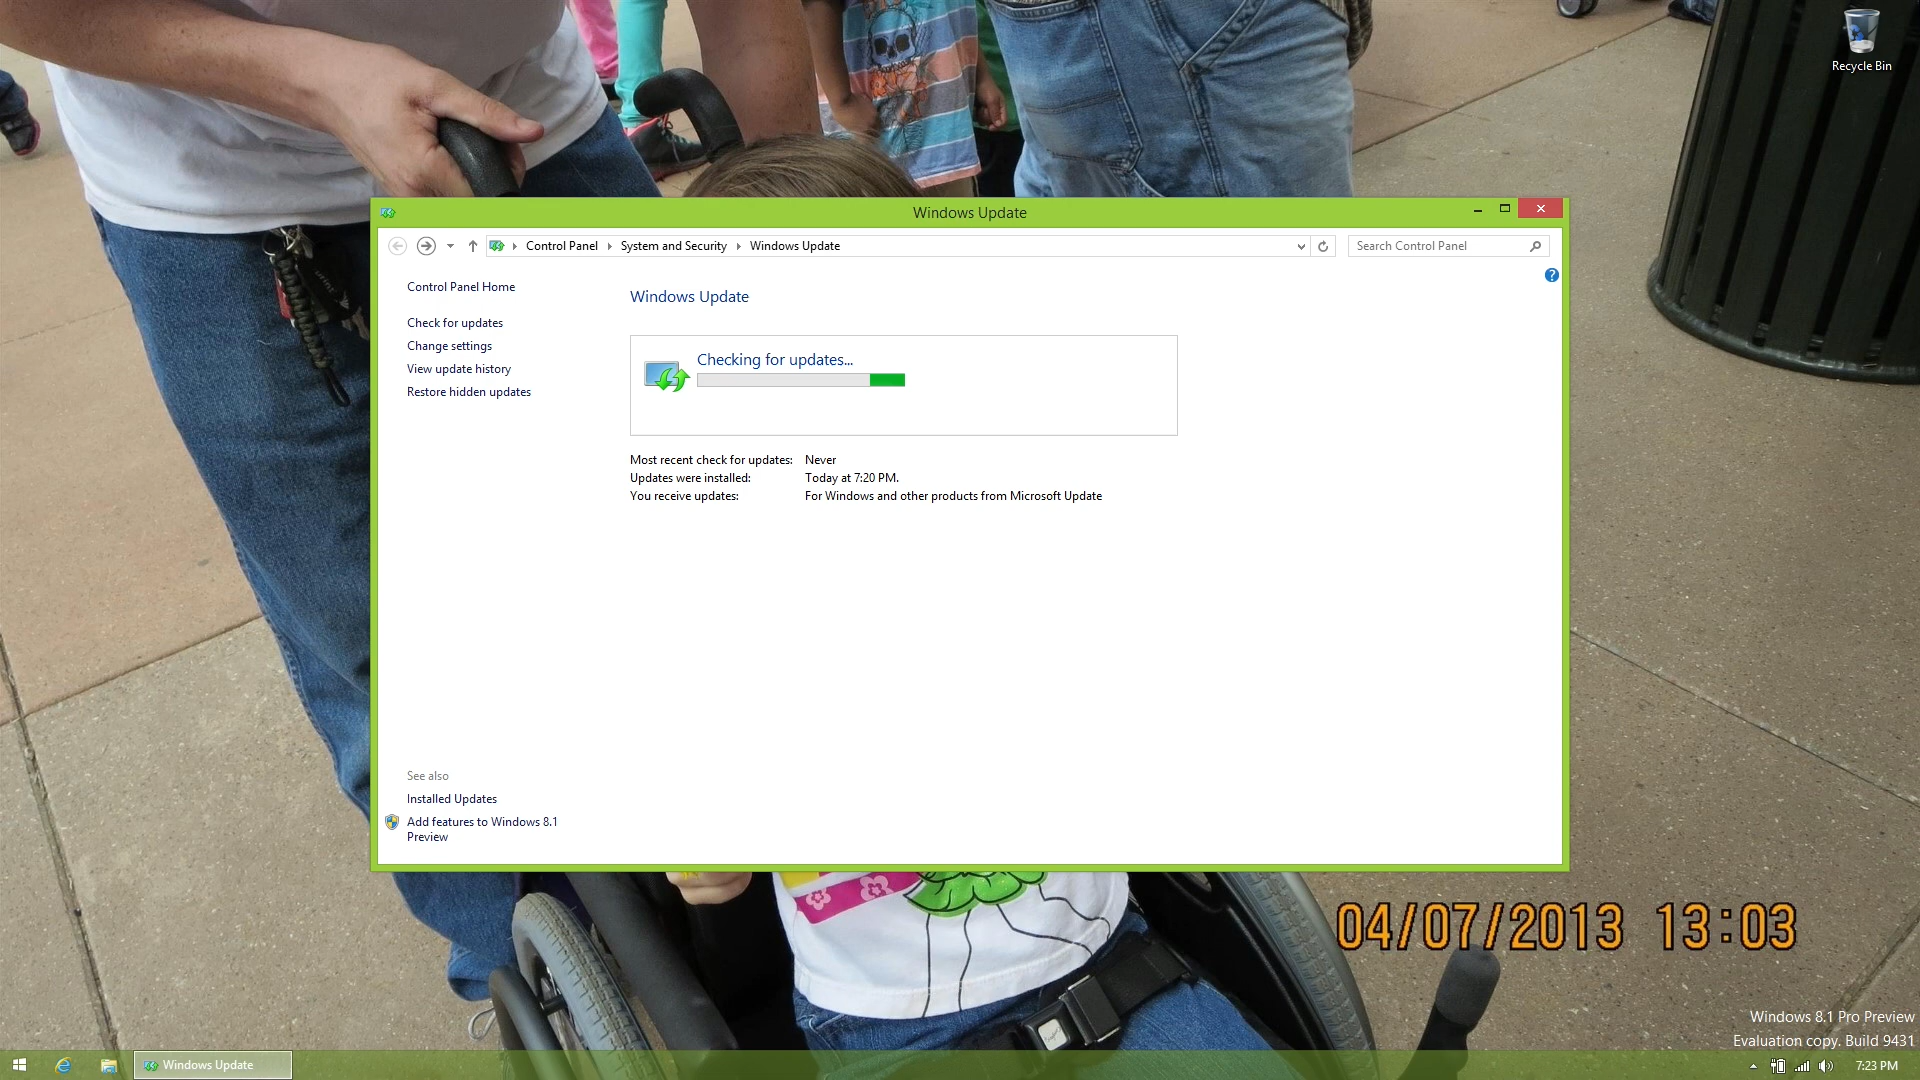 Recycle Bin
Windows Update
Control Panel
System and Security
Windows Update
Search Control Panel
?
Control Panel Home
Check for updates
Change settings
View update history
Restore hidden updates
Windows Update
Checking for updates...
Most recent check for updates: Never
Updates were installed: Today at 7:20 PM.
You receive updates: For Windows and other products from Microsoft Update
See also
Installed Updates
Add features to Windows 8.1
Preview
04/07/2013 13:03
Windows 8.1 Pro Preview
Evaluation copy. Build 9431
Windows Update
7:23 PM